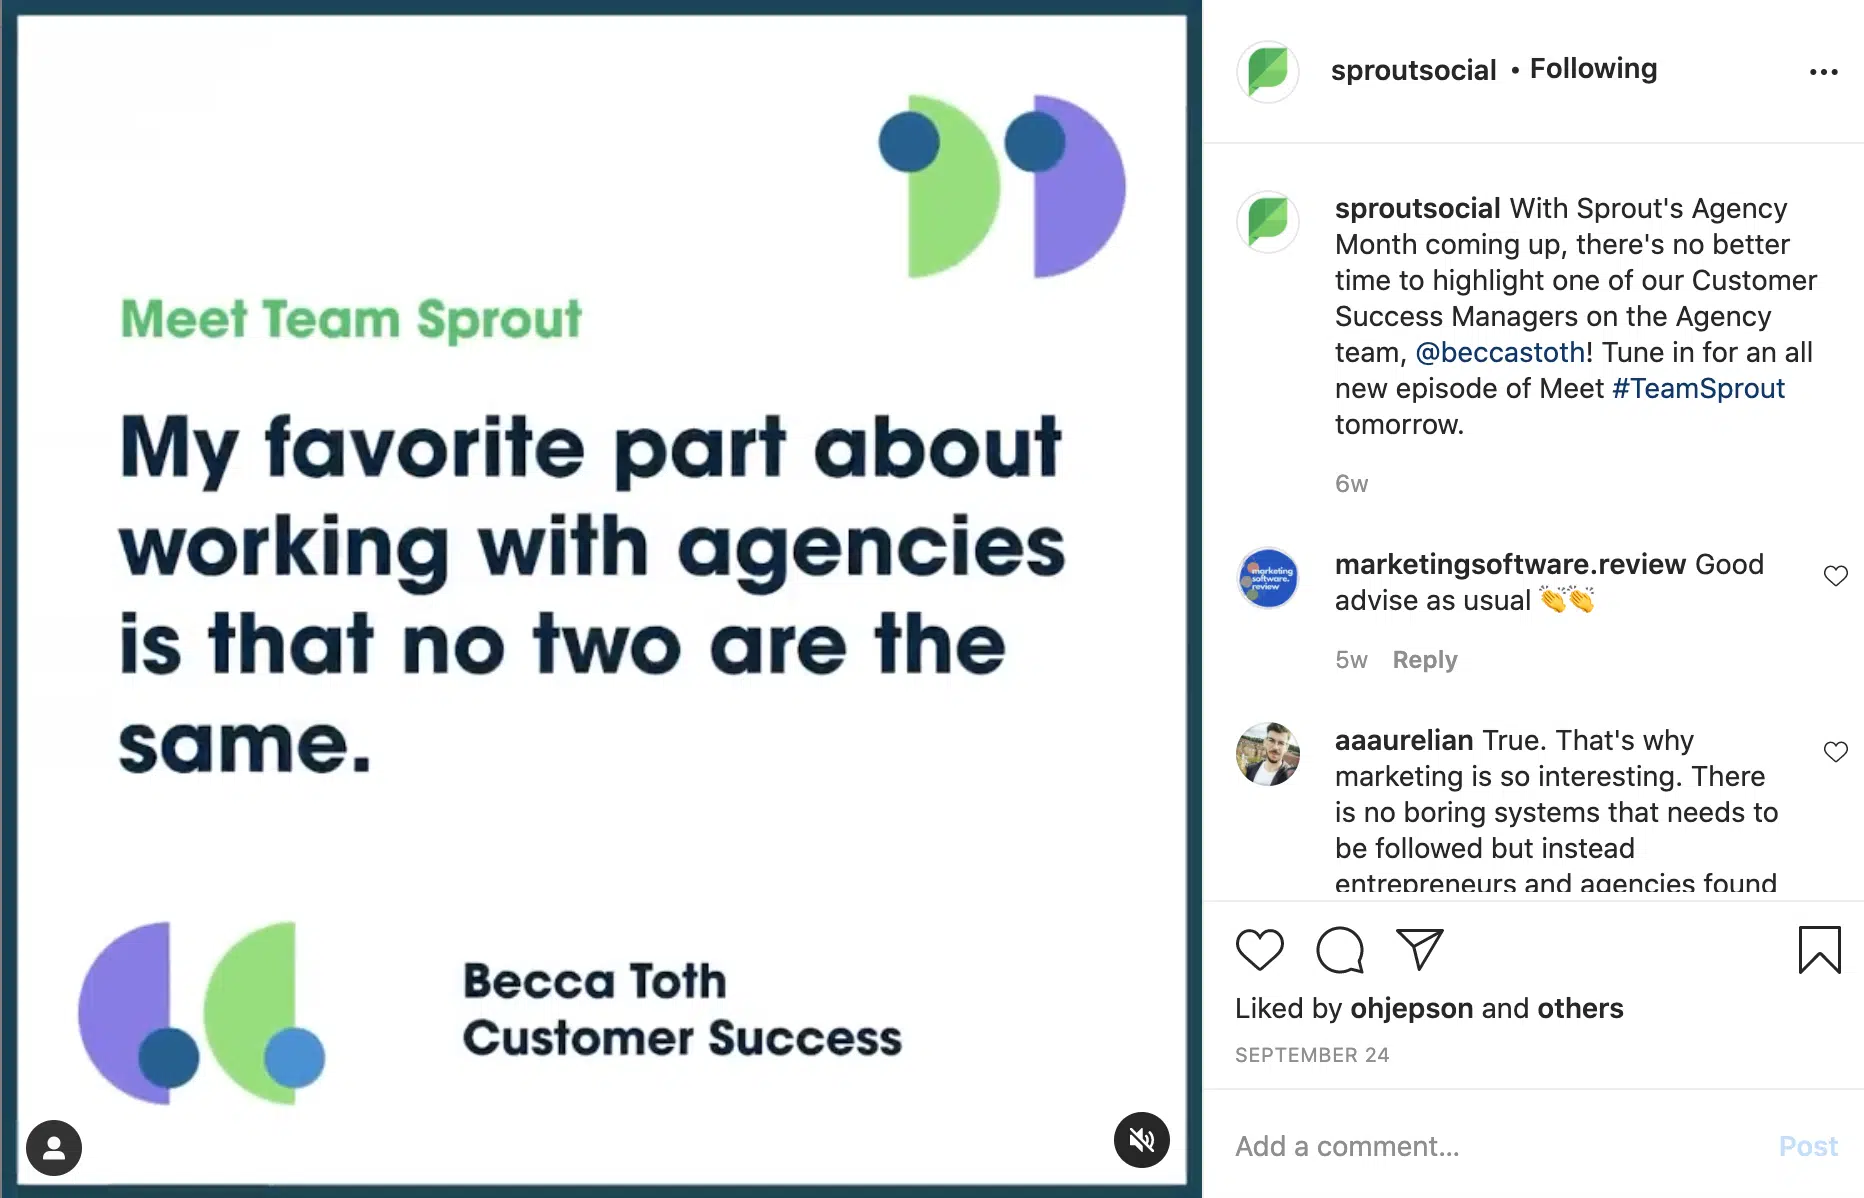 Meet Team Sprout
My favorite part about
working with agencies
is that no two are the
same.
Becca Toth
Customer Success
sproutsocial • Following
sproutsocial With Sprout's Agency
Month coming up, there's no better
time to highlight one of our Customer
Success Managers on the Agency
team, @beccastoth! Tune in for an all
new episode of Meet #TeamSprout
tomorrow.
6w
marketing
software.
review
marketingsoftware.review Good
advise as usual 👏👏
5w Reply
aaaurelian True. That's why
marketing is so interesting. There
is no boring systems that needs to
be followed but instead
entrepreneurs and agencies found
Liked by ohjepson and others
SEPTEMBER 24
Add a comment...
Post